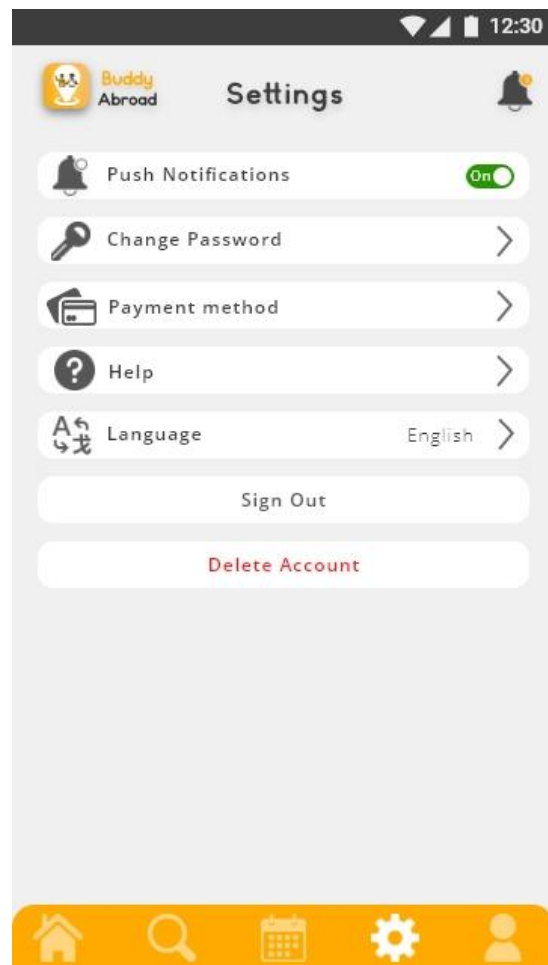 12:30
Buddy
Abroad
Settings
Push Notifications On
Change Password
Payment method
Help
Language English
Sign Out
Delete Account